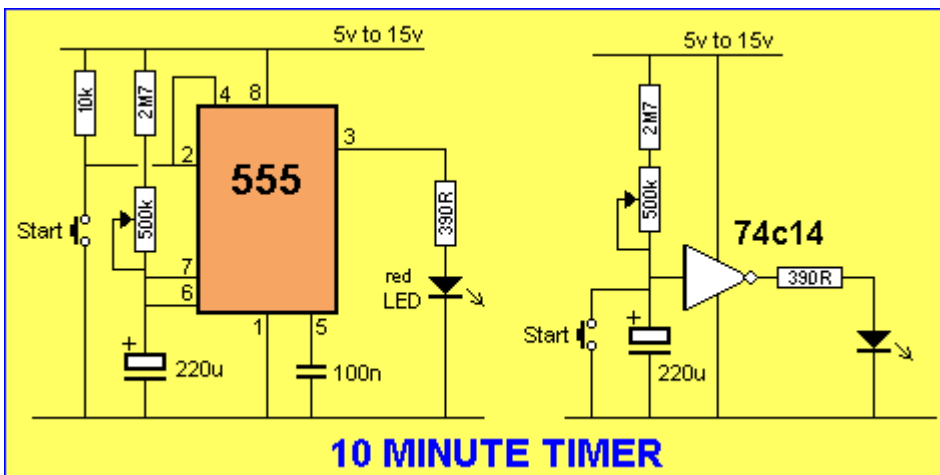 5v to 15v
10k
2M7
4
8
3
2
555
500k
390R
Start
7
6
red
LED
1
5
+
220u
100n
5v to 15v
2M7
500k
74c14
390R
Start
+
220u
10 MINUTE TIMER